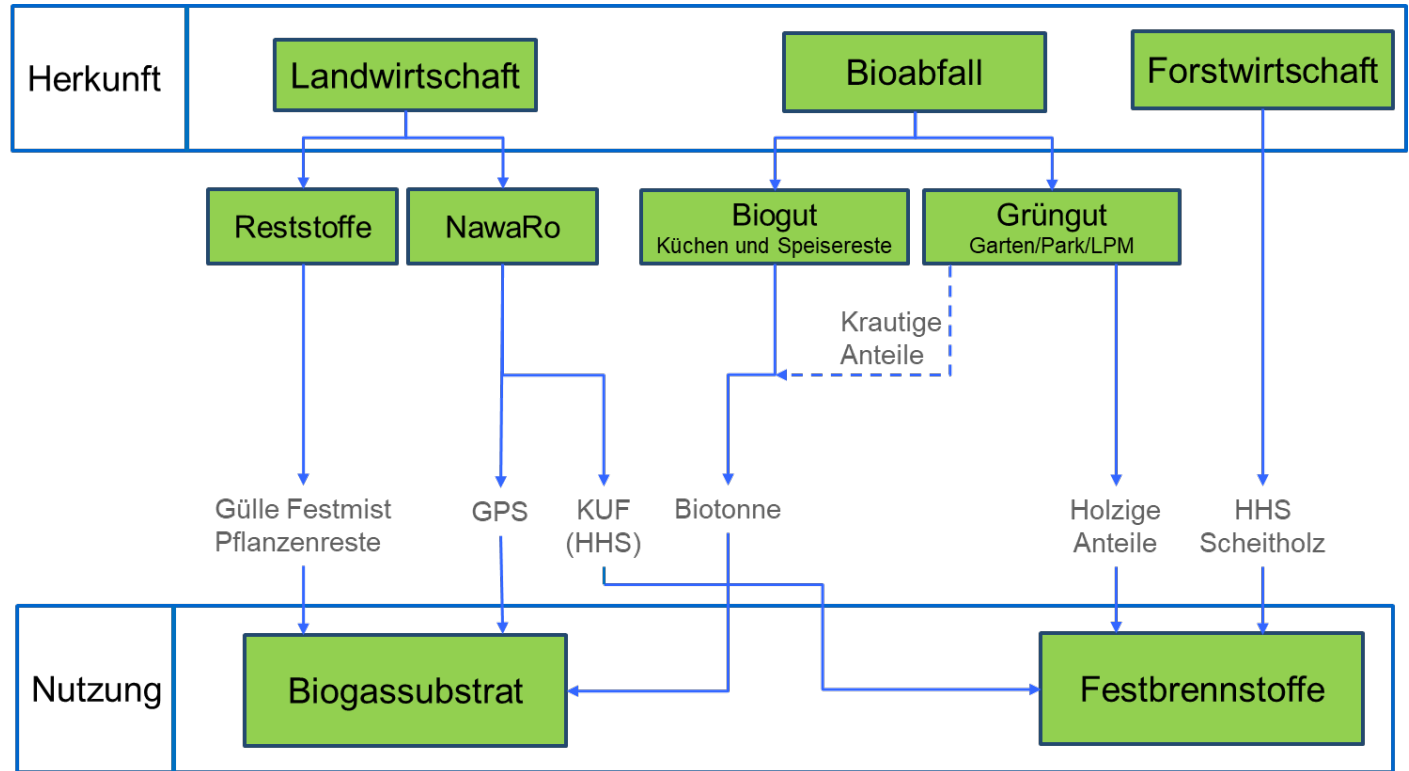 Herkunft
Landwirtschaft
Bioabfall
Forstwirtschaft
Reststoffe
NawaRo
Biogut
Küchen und Speisereste
Grüngut
Garten/Park/LPM
Krautige
Anteile
Gülle Festmist
Pflanzenreste
GPS
KUF
(HHS)
Biotonne
Holzige
Anteile
HHS
Scheitholz
Nutzung
Biogassubstrat
Festbrennstoffe